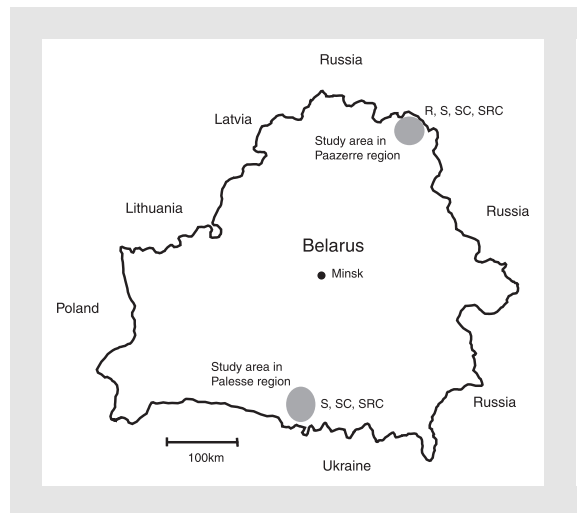 Russia
R, S, SC, SRC
Latvia
Study area in
Paazerre region
Lithuania
Russia
Belarus
Minsk
Poland
Study area in
Palesse region
S, SC, SRC
Russia
100km
Ukraine